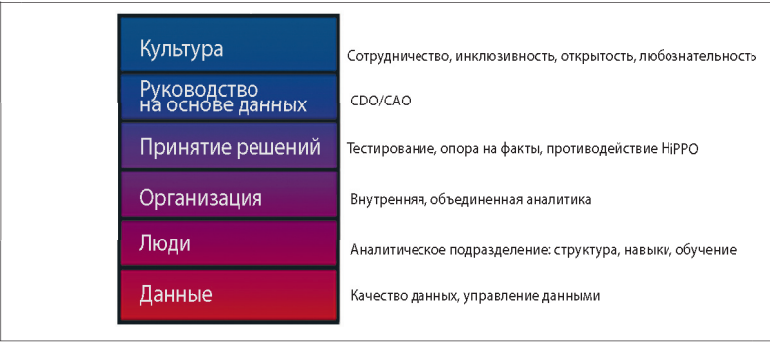 Культура
Сотрудничество, инклюзивность, открытость, любознательность
Руководство
на основе данных
CDO/CAO
Принятие решений
Тестирование, опора на факты, противодействие HiPPO
Организация
Внутренняя, объединенная аналитика
Люди
Аналитическое подразделение: структура, навыки, обучение
Данные
Качество данных, управление данными